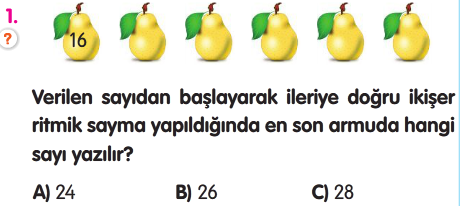 1.
?
16
Verilen sayıdan başlayarak ileriye doğru ikişer
ritmik sayma yapıldığında en son armuda hangi
sayı yazılır?
A) 24 B) 26 C) 28